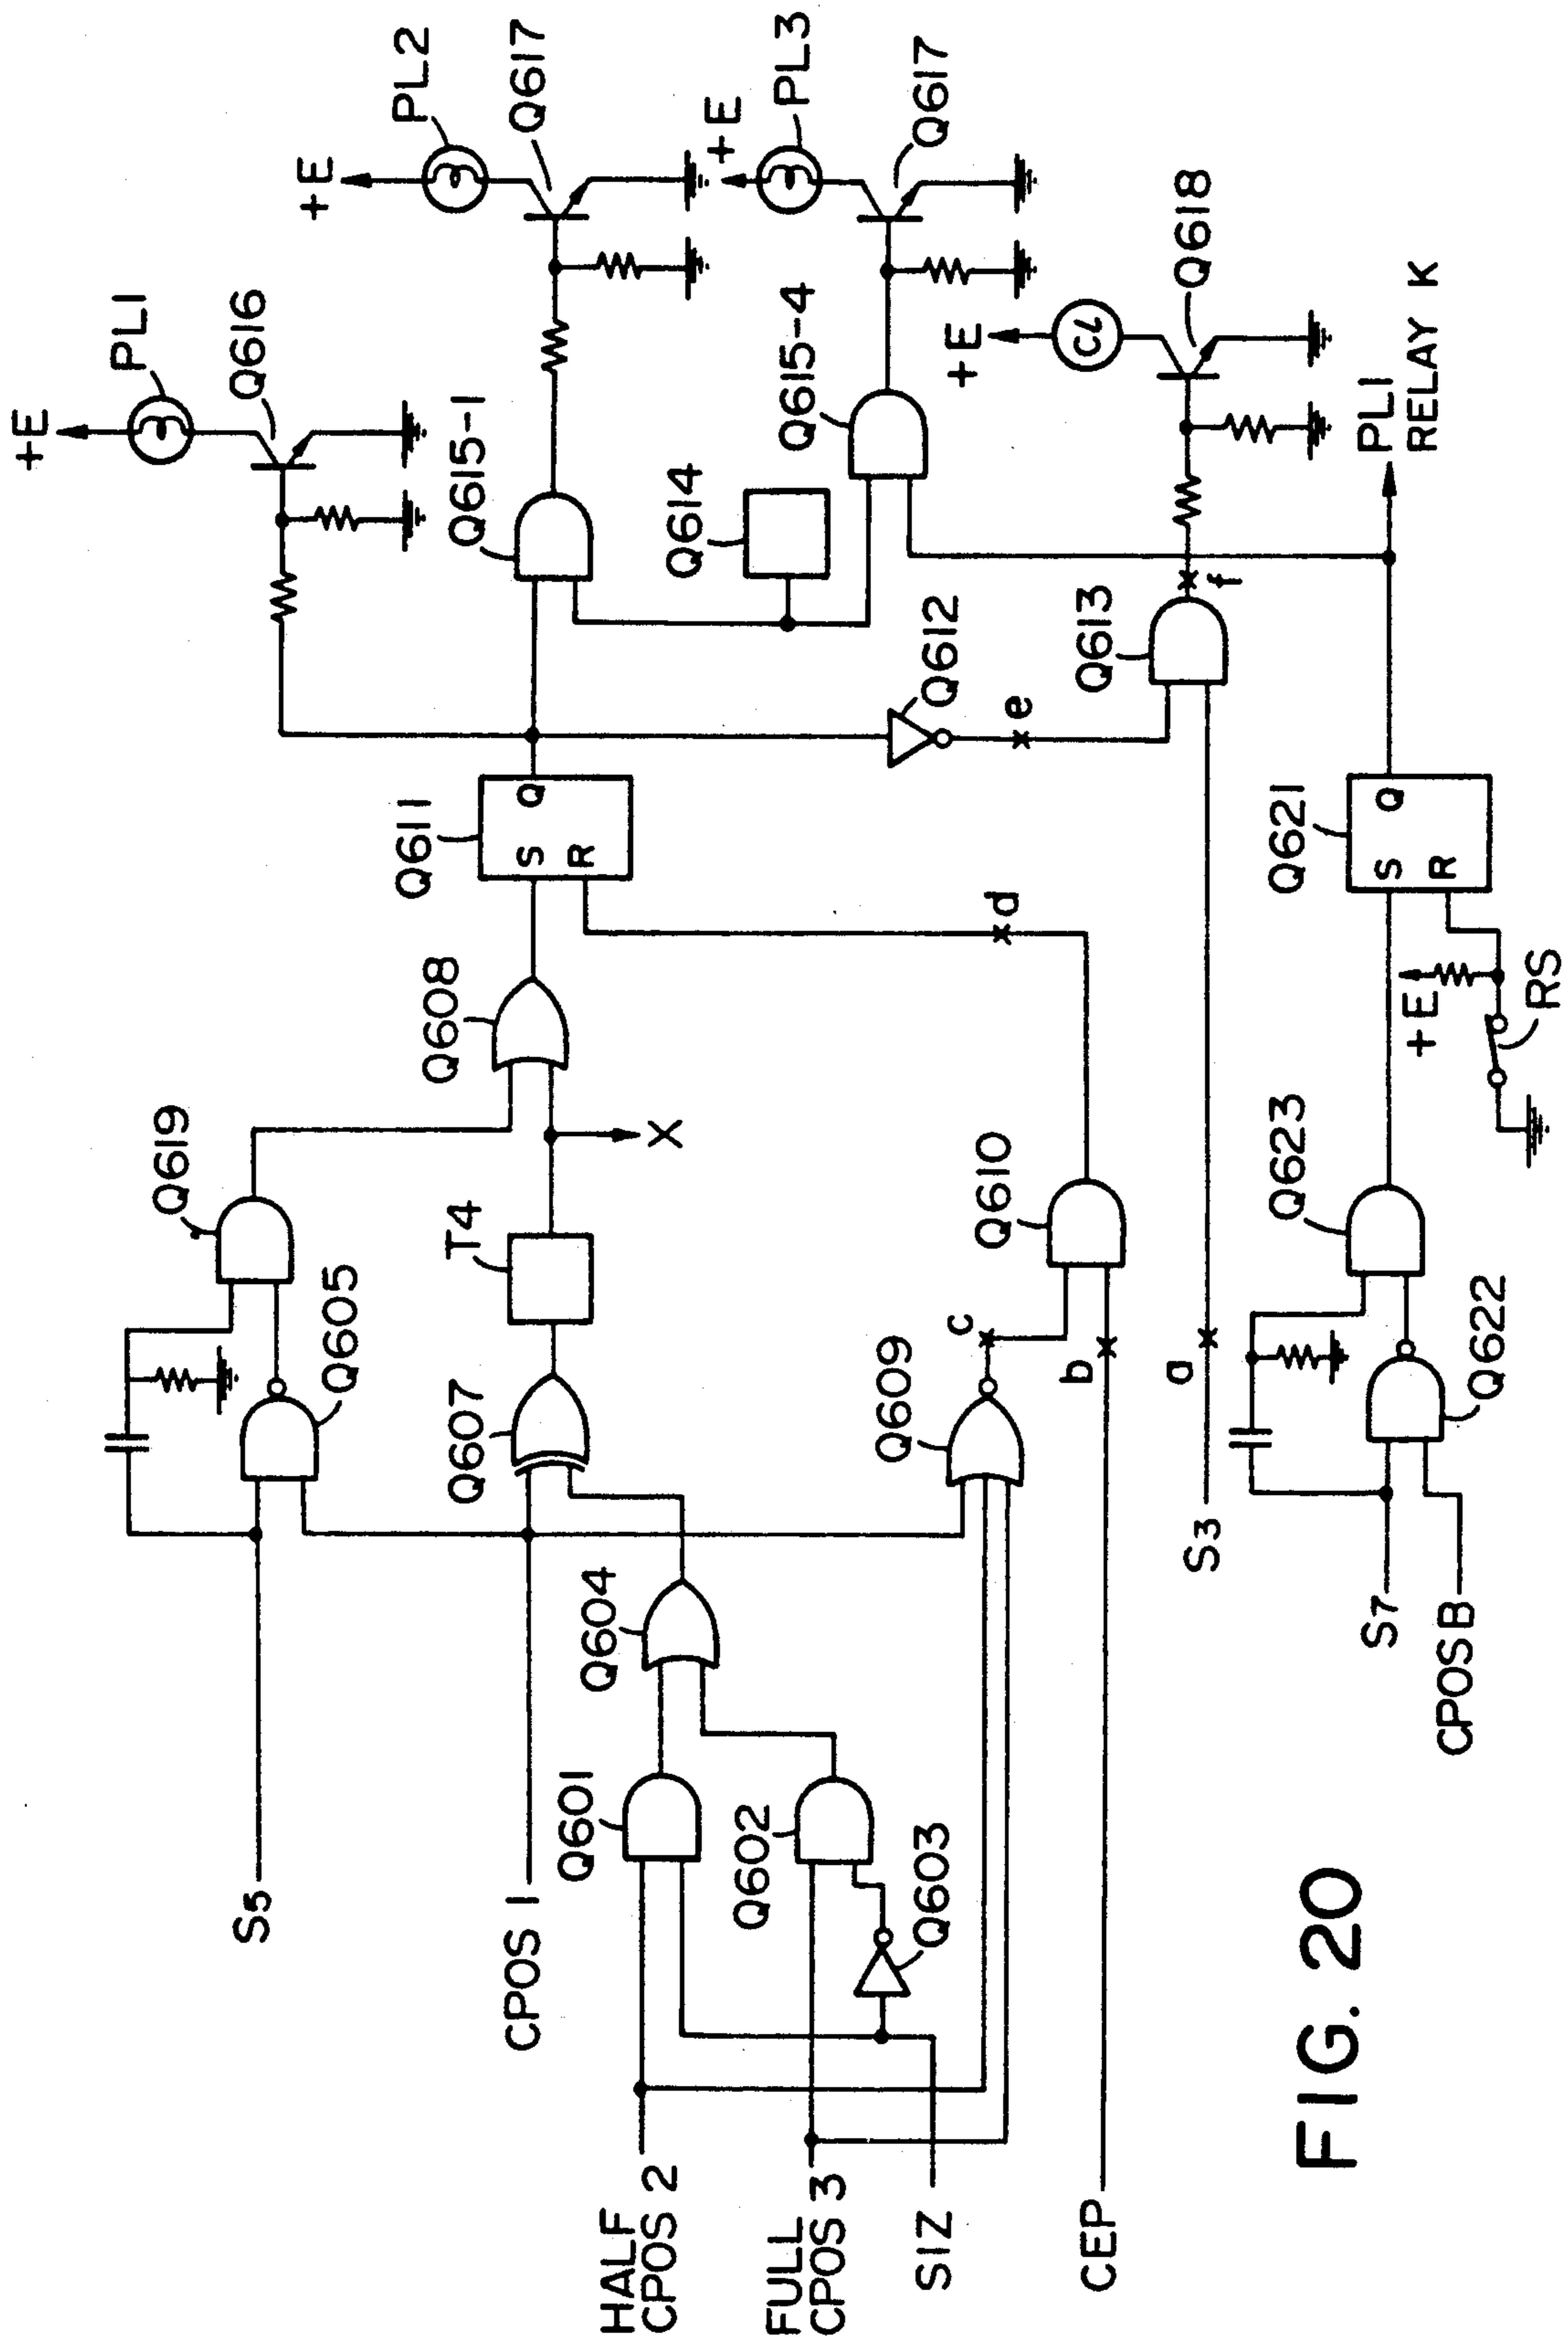 +E
PL1
Q616
+E
PL2
Q617
Q615-1
Q614
+E
PL3
Q617
Q615-4
+E
CL
Q618
PL1
RELAY K
Q611
S
Q
R
Q612
e
Q613
f
Q621
S
Q
R
Q608
d
+E
RS
Q619
T4
X
Q610
Q623
Q605
Q607
Q609
c
b
a
Q622
S5
CPOS 1
Q604
S3
S7
CPOS B
Q601
Q602
Q603
HALF
CPOS 2
FULL
CPOS 3
SIZ
CEP
FIG. 20